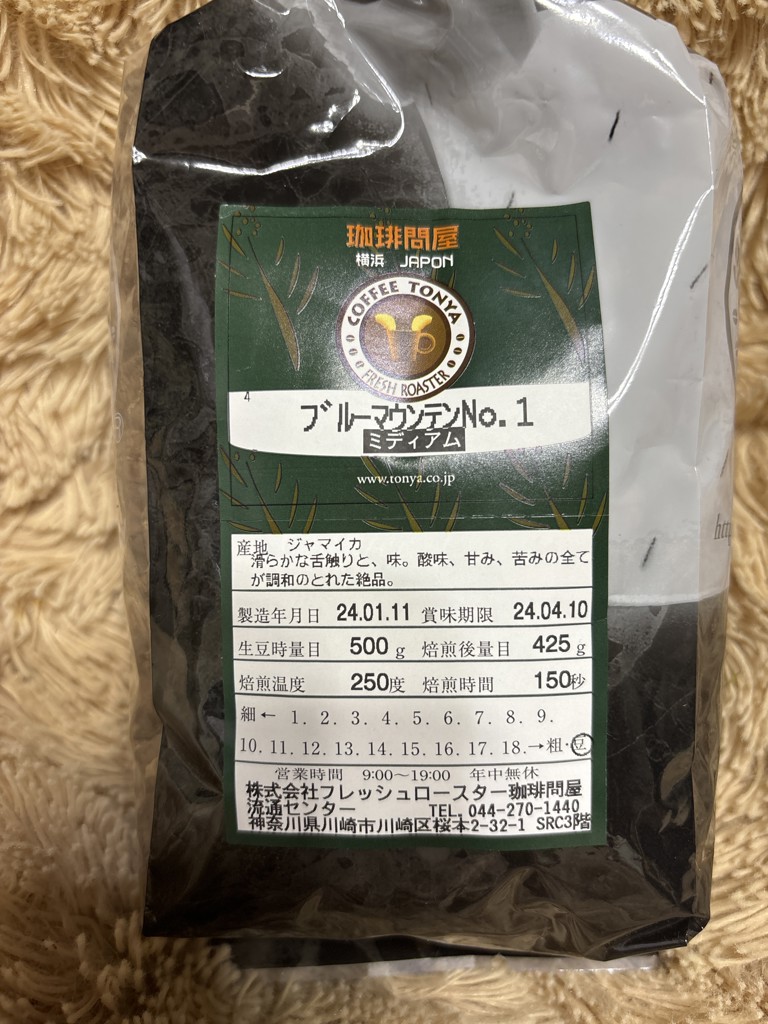 珈琲問屋
横浜 JAPON
COFFEE TONYA
FRESH ROASTER
4
ブルーマウンテンNo.1
ミディアム
www.tonya.co.jp
産地 ジャマイカ
滑らかな舌触りと、味。酸味、甘み、苦みの全て
が調和のとれた絶品。
製造年月日 24.01.11 賞味期限 24.04.10
生豆時量目 500 g 焙煎後量目 425 g
焙煎温度 250度 焙煎時間 150秒
細← 1. 2. 3. 4. 5. 6. 7. 8. 9.
10. 11. 12. 13. 14. 15. 16. 17. 18.→粗・豆
営業時間 9:00〜19:00 年中無休
株式会社フレッシュロースター珈琲問屋
流通センター TEL.044-270-1440
神奈川県川崎市川崎区桜本2-32-1 SRC3階